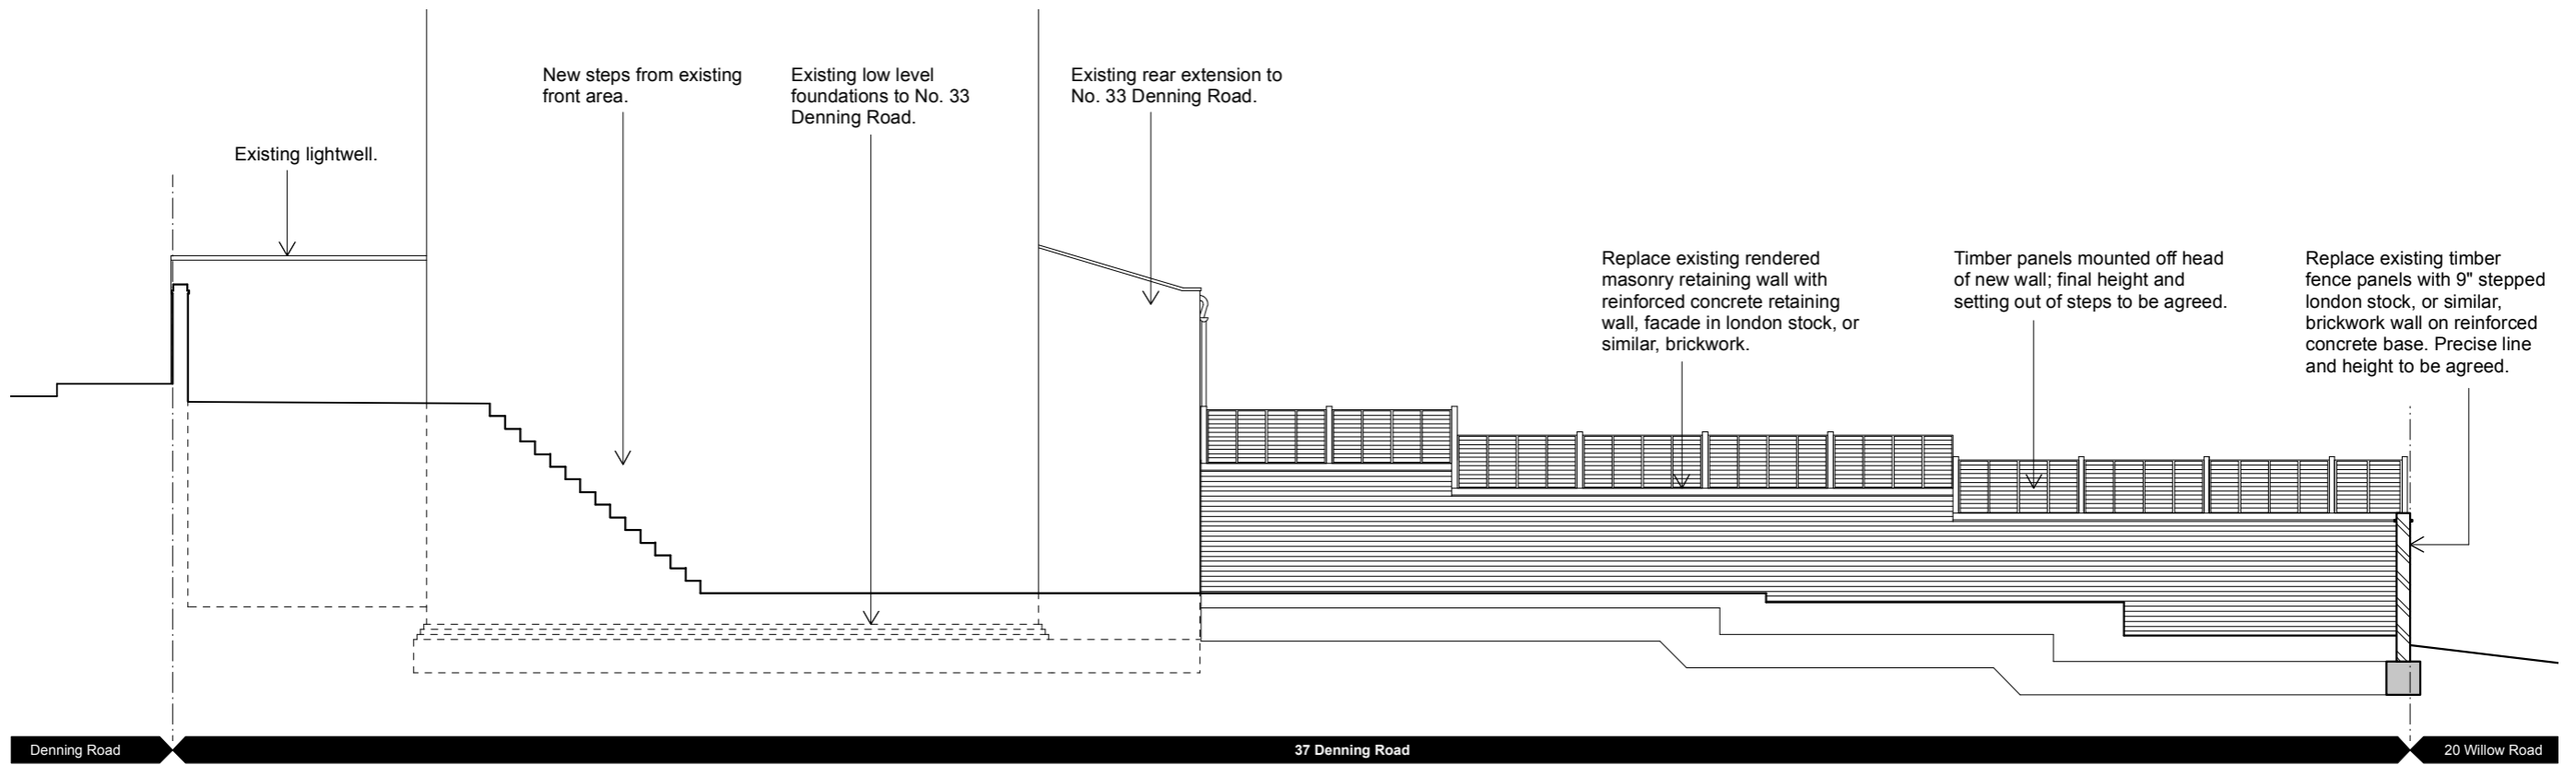 New steps from existing
front area.
Existing low level
foundations to No. 33
Denning Road.
Existing rear extension to
No. 33 Denning Road.
Existing lightwell.
Replace existing rendered
masonry retaining wall with
reinforced concrete retaining
wall, facade in london stock, or
similar, brickwork.
Timber panels mounted off head
of new wall; final height and
setting out of steps to be agreed.
Replace existing timber
fence panels with 9" stepped
london stock, or similar,
brickwork wall on reinforced
concrete base. Precise line
and height to be agreed.
Denning Road
37 Denning Road
20 Willow Road